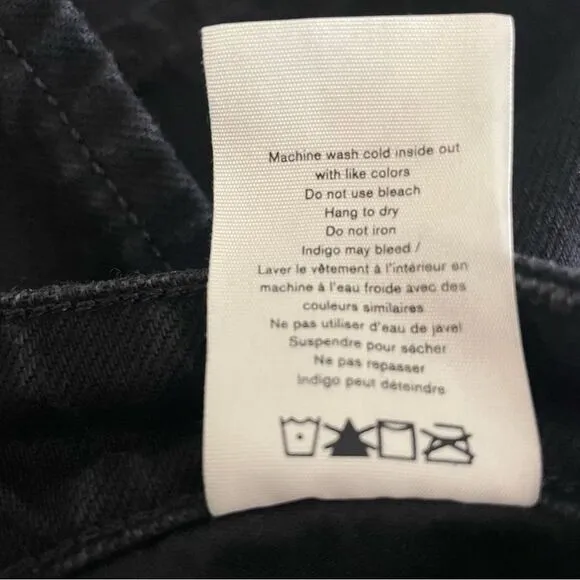 Machine wash cold inside out
with like colors
Do not use bleach
Hang to dry
Do not iron
Indigo may bleed /
Laver le vêtement à l'intérieur en
machine à l'eau froide avec des
couleurs similaires
Ne pas utiliser d'eau de javel
Suspendre pour sécher
Ne pas repasser
Indigo peut déteindre